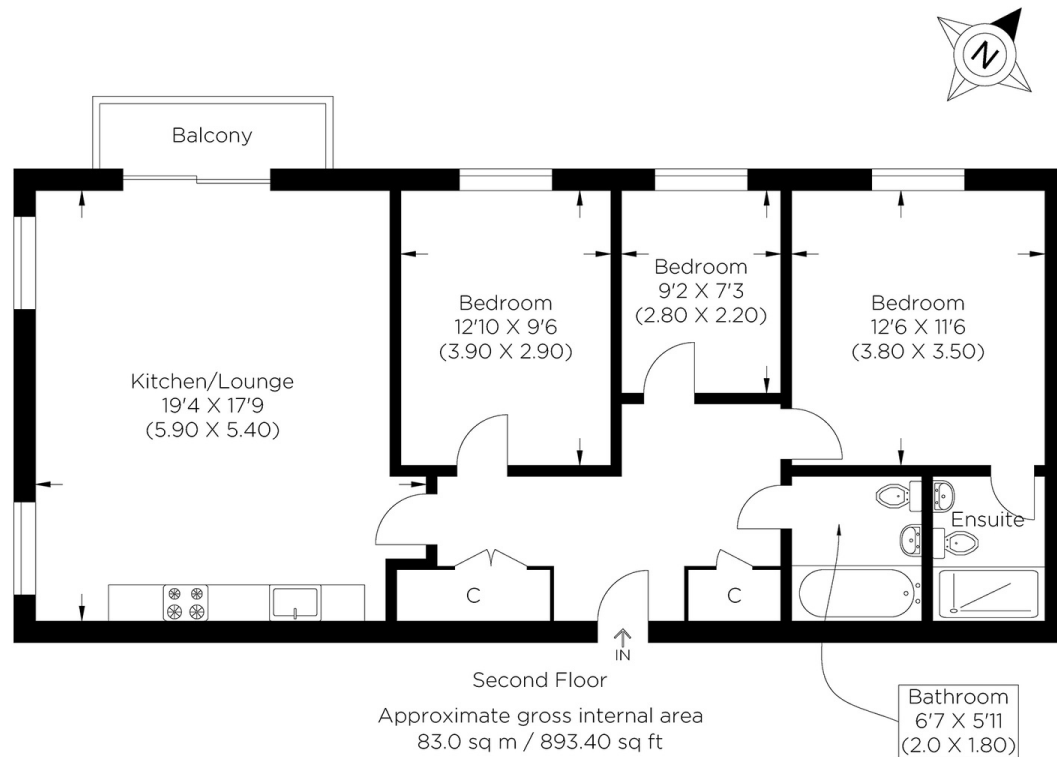 N
Balcony
Bedroom
12'10 X 9'6
(3.90 X 2.90)
Bedroom
9'2 X 7'3
(2.80 X 2.20)
Bedroom
12'6 X 11'6
(3.80 X 3.50)
Kitchen/Lounge
19'4 X 17'9
(5.90 X 5.40)
Ensuite
C
C
IN
Second Floor
Approximate gross internal area
83.0 sq m / 893.40 sq ft
Bathroom
6'7 X 5'11
(2.0 X 1.80)